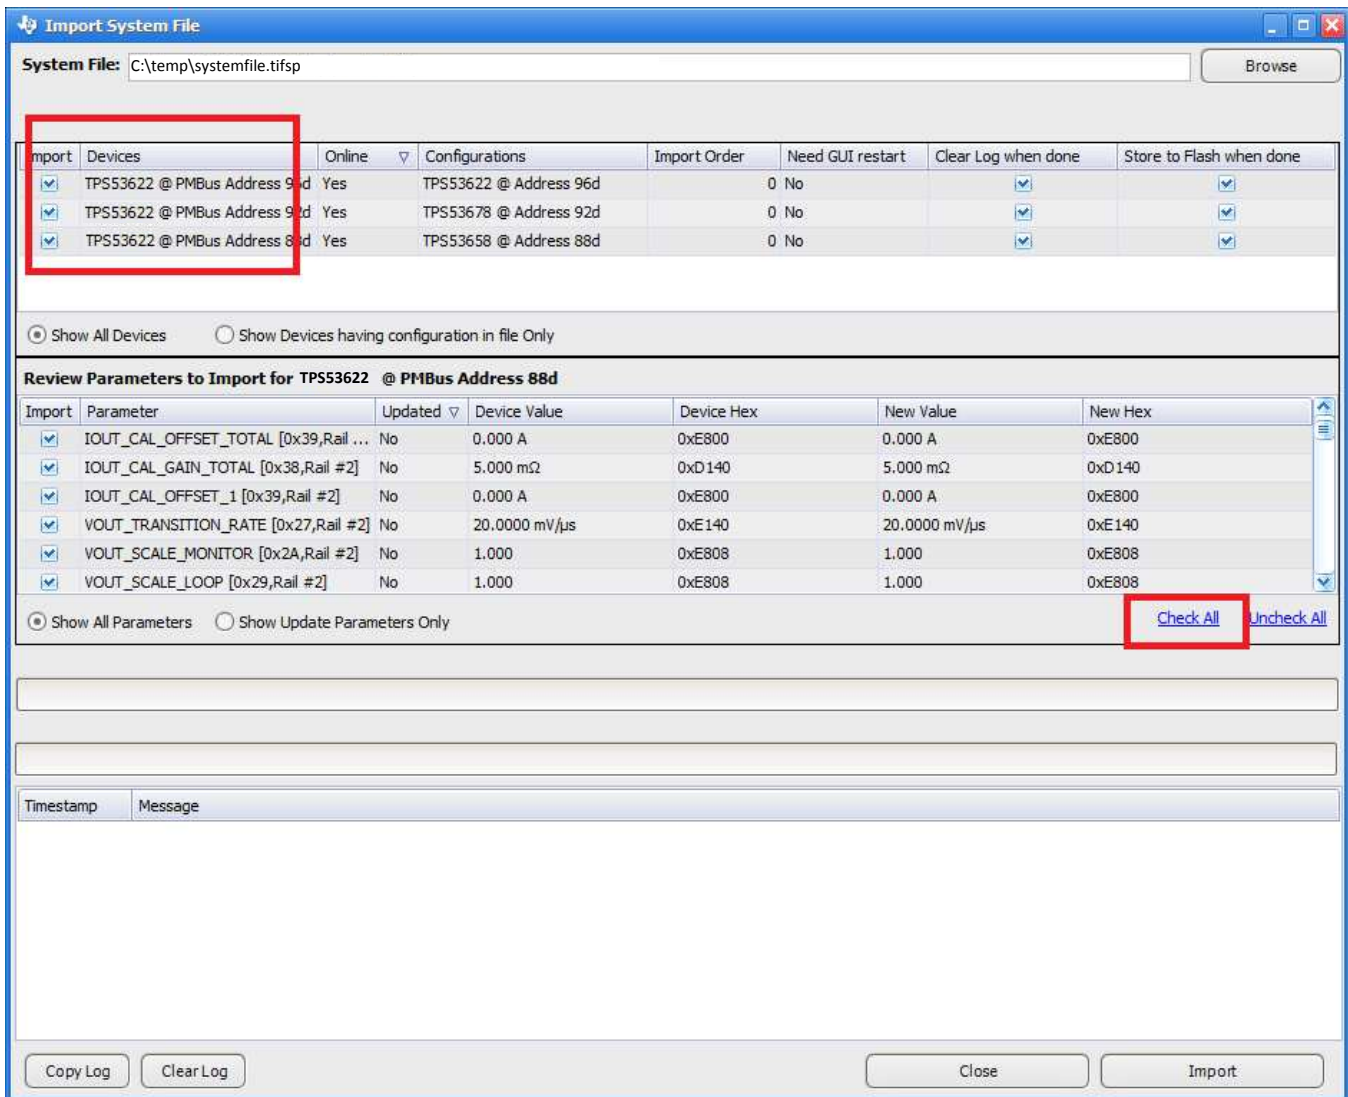 Import System File
System File: C:\temp\systemfile.tifsp Browse
Import Devices Online Configurations Import Order Need GUI restart Clear Log when done Store to Flash when done
TPS53622 @ PMBus Address 96d Yes TPS53622 @ Address 96d 0 No
TPS53622 @ PMBus Address 92d Yes TPS53678 @ Address 92d 0 No
TPS53622 @ PMBus Address 88d Yes TPS53658 @ Address 88d 0 No
Show All Devices Show Devices having configuration in file Only
Review Parameters to Import for TPS53622 @ PMBus Address 88d
Import Parameter Updated Device Value Device Hex New Value New Hex
IOUT_CAL_OFFSET_TOTAL [0x39,Rail ... No 0.000 A 0xE800 0.000 A 0xE800
IOUT_CAL_GAIN_TOTAL [0x38,Rail #2] No 5.000 mΩ 0xD140 5.000 mΩ 0xD140
IOUT_CAL_OFFSET_1 [0x39,Rail #2] No 0.000 A 0xE800 0.000 A 0xE800
VOUT_TRANSITION_RATE [0x27,Rail #2] No 20.0000 mV/µs 0xE140 20.0000 mV/µs 0xE140
VOUT_SCALE_MONITOR [0x2A,Rail #2] No 1.000 0xE808 1.000 0xE808
VOUT_SCALE_LOOP [0x29,Rail #2] No 1.000 0xE808 1.000 0xE808
Show All Parameters Show Update Parameters Only Check All Uncheck All
Timestamp Message
Copy Log Clear Log Close Import